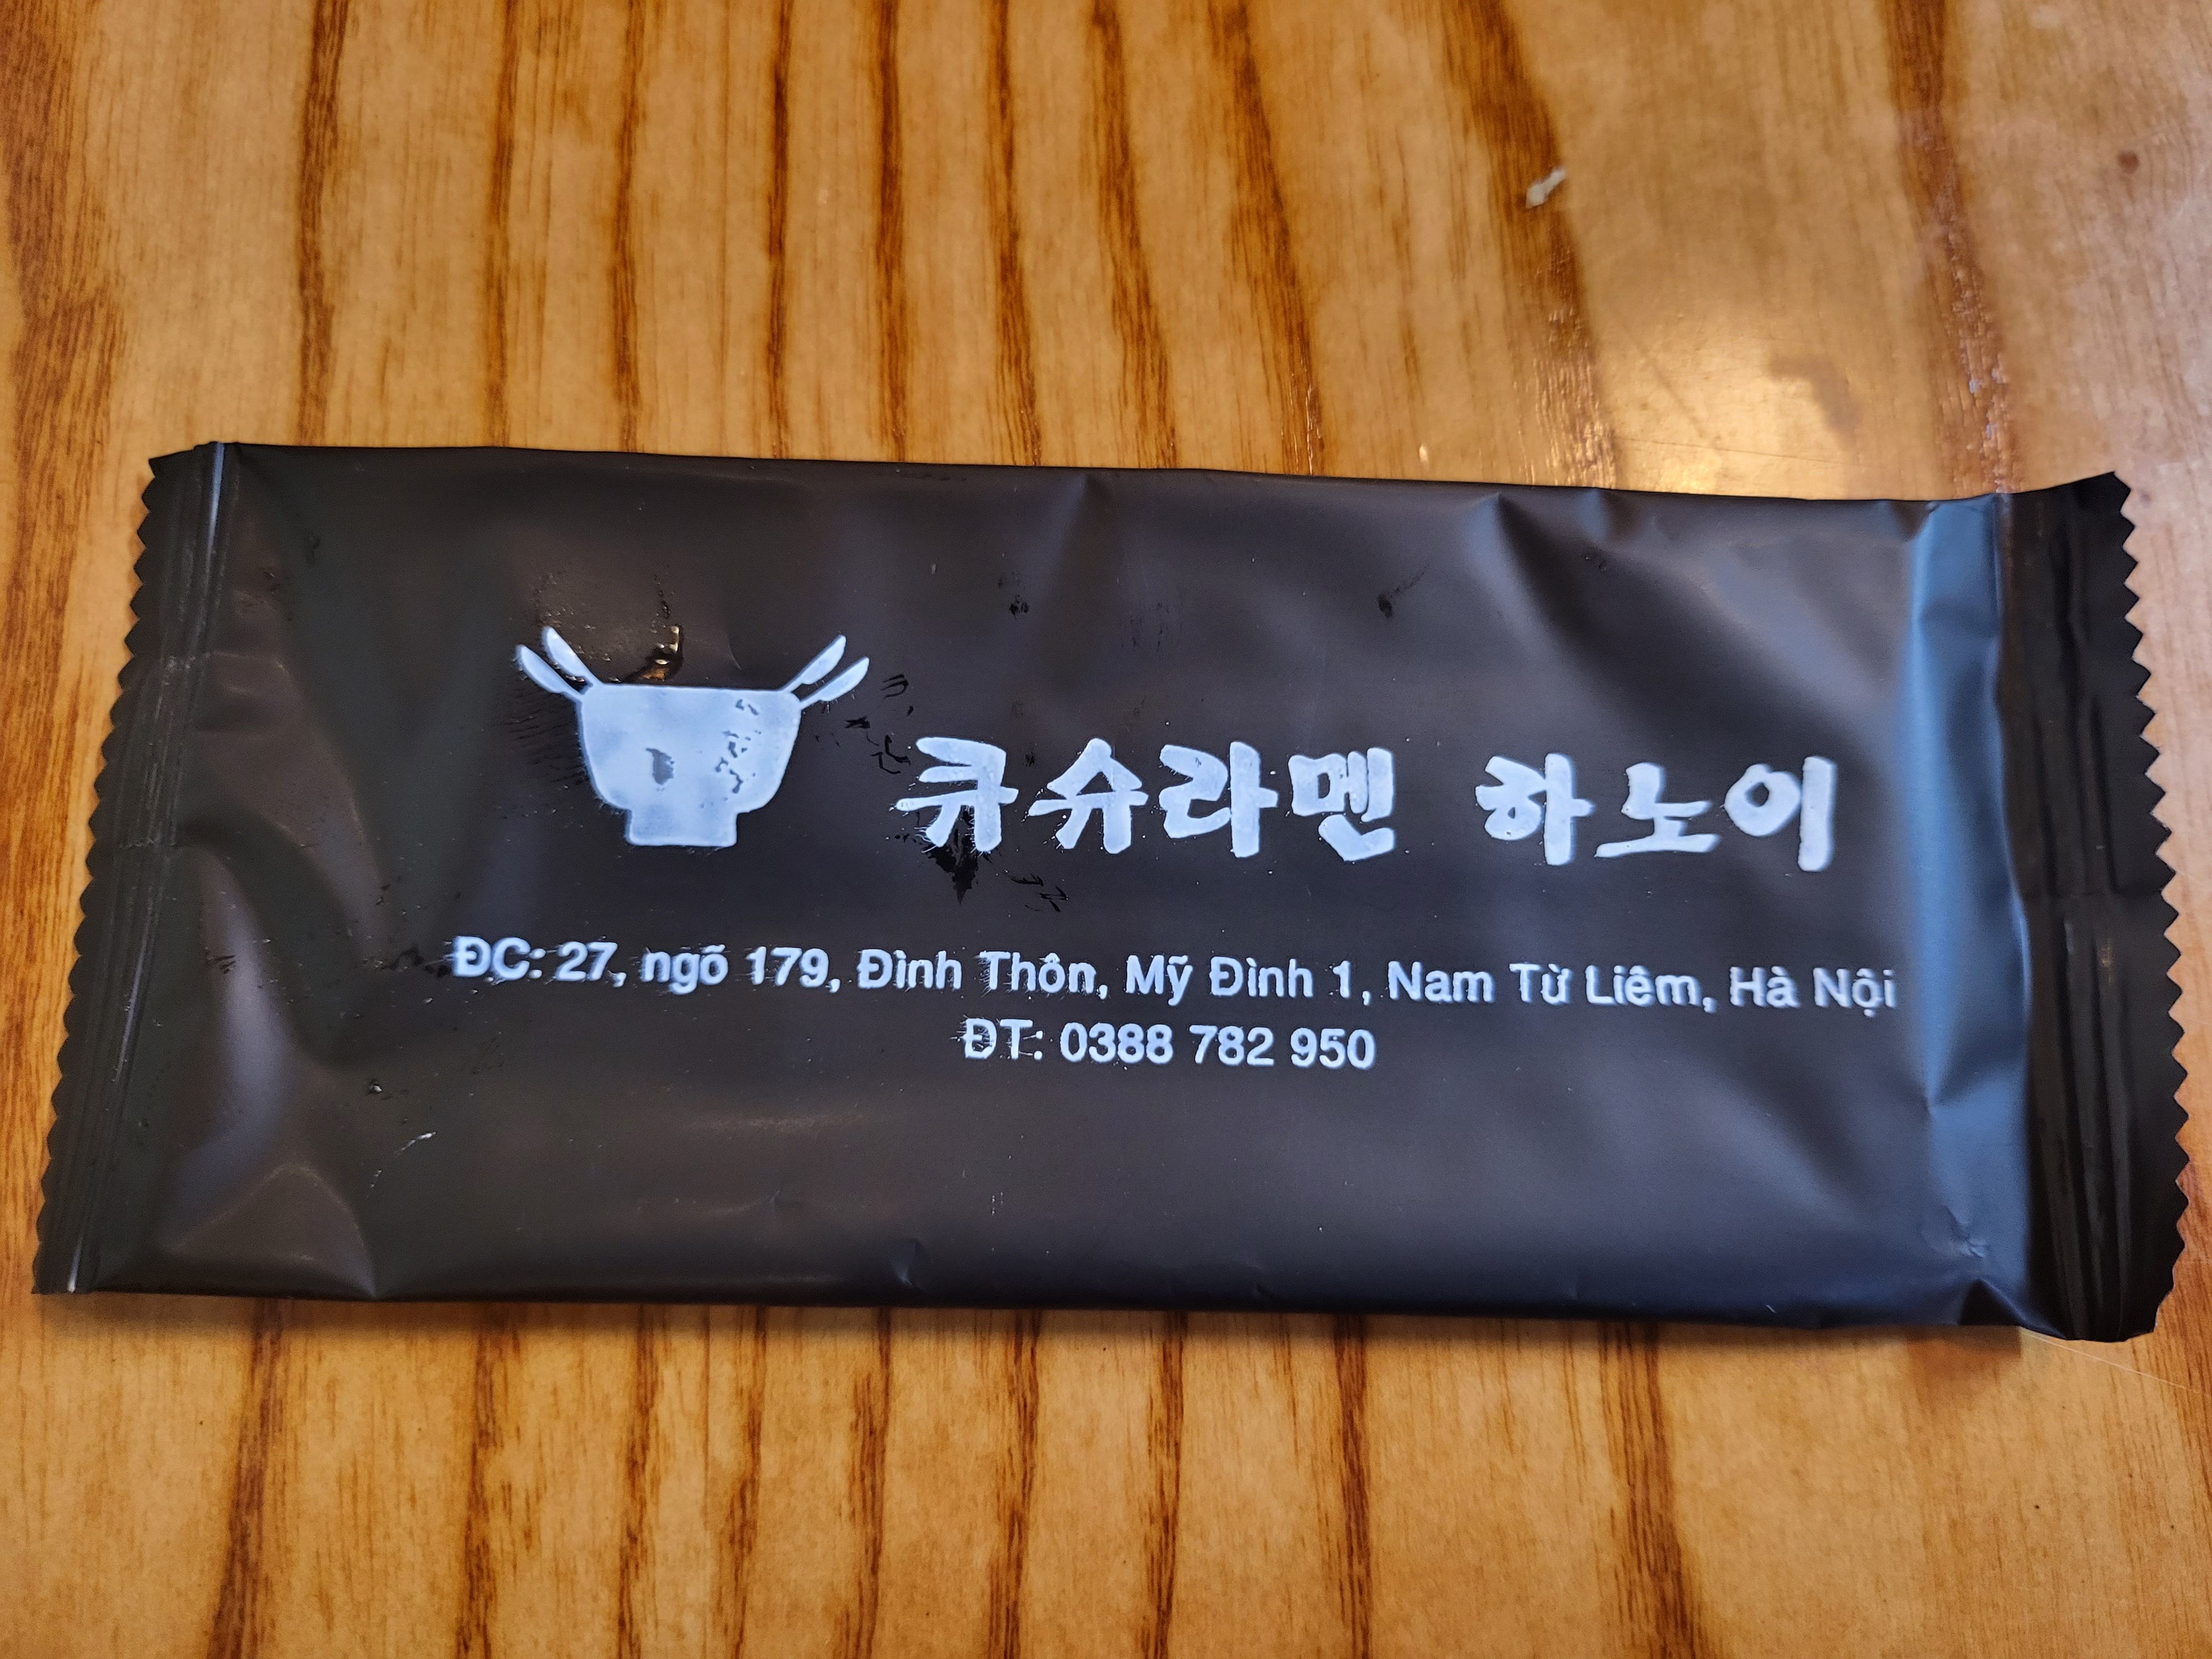 큐슈라멘 하노이
ĐC: 27, ngõ 179, Đình Thôn, Mỹ Đình 1, Nam Từ Liêm, Hà Nội
ĐT: 0388 782 950